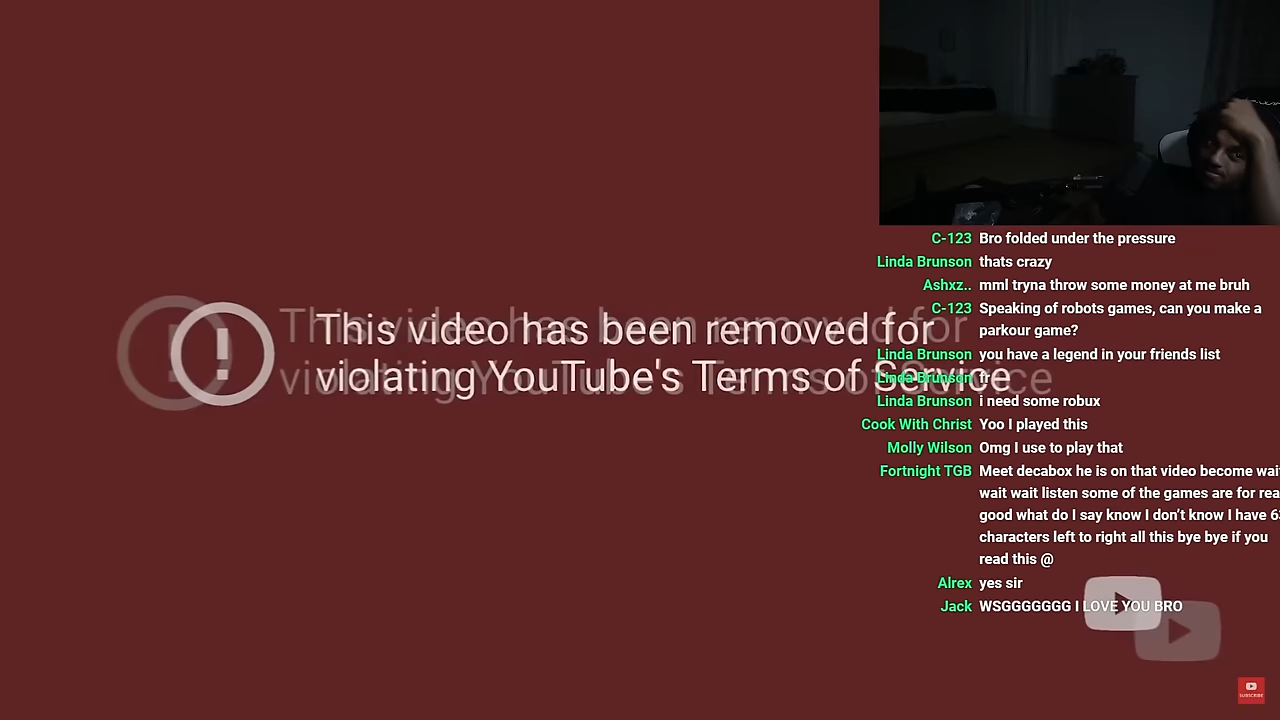 This video has been removed for
violating YouTube's Terms of Service
C-123 Bro folded under the pressure
Linda Brunson thats crazy
Ashxz.. mml tryna throw some money at me bruh
C-123 Speaking of robots games, can you make a
parkour game?
Linda Brunson you have a legend in your friends list
Linda Brunson fr
Linda Brunson i need some robux
Cook With Christ Yoo I played this
Molly Wilson Omg I use to play that
Fortnight TGB Meet decabox he is on that video become wait
wait wait listen some of the games are for rea
good what do I say know I don't know I have 63
characters left to right all this bye bye if you
read this @
Alrex yes sir
Jack WSGGGGGGG I LOVE YOU BRO
SUBSCRIBE